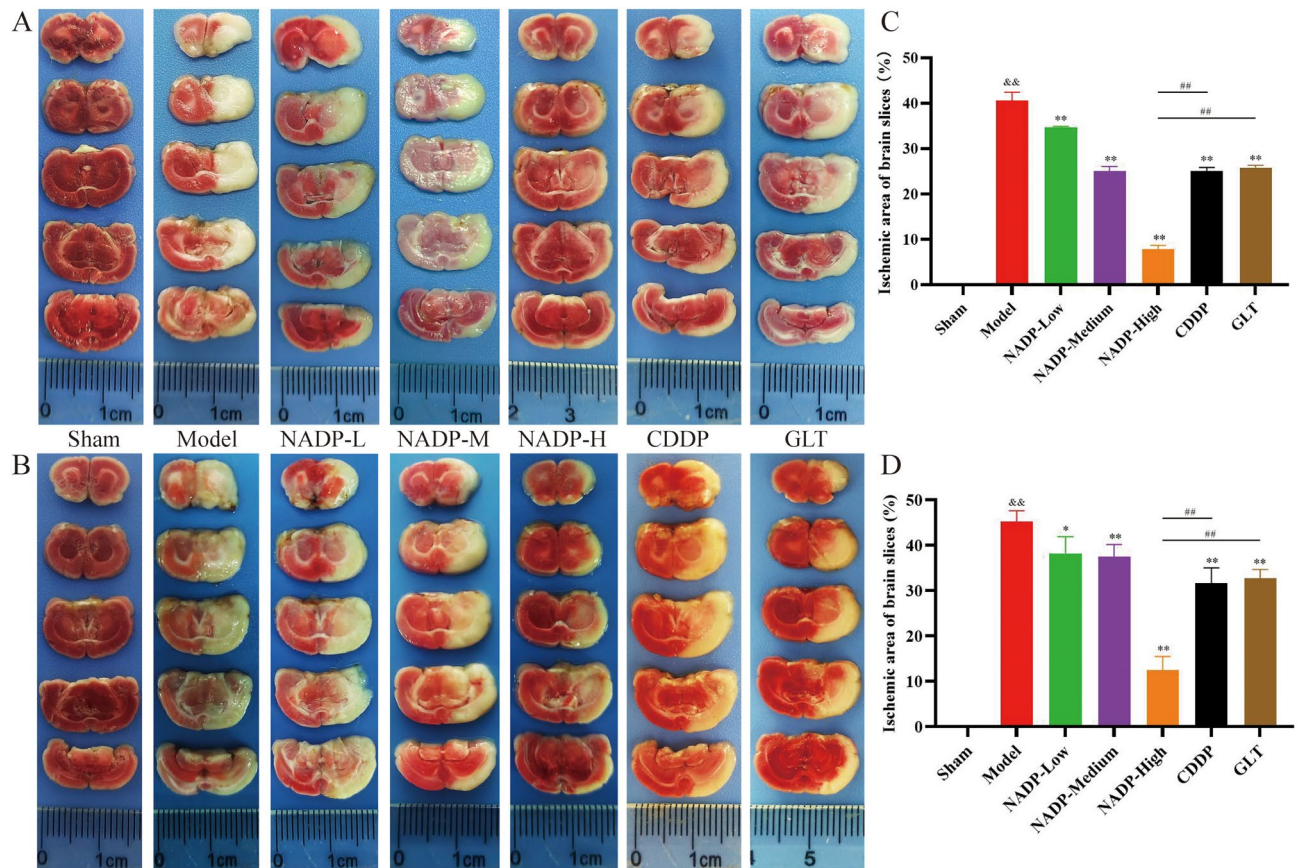 A
0 1cm
0 1cm
0 1cm
0 1cm
2 3
0 1cm
0 1cm
Sham Model NADP-L NADP-M NADP-H CDDP GLT
B
0 1cm
0 1cm
0 1cm
0 1cm
0 1cm
0 1cm
4 5
C
Ischemic area of brain slices (%)
50
40
30
20
10
0
&&
**
**
**
**
**
##
##
Sham
Model
NADP-Low
NADP-Medium
NADP-High
CDDP
GLT
D
Ischemic area of brain slices (%)
50
40
30
20
10
0
&&
*
**
**
**
**
##
##
Sham
Model
NADP-Low
NADP-Medium
NADP-High
CDDP
GLT